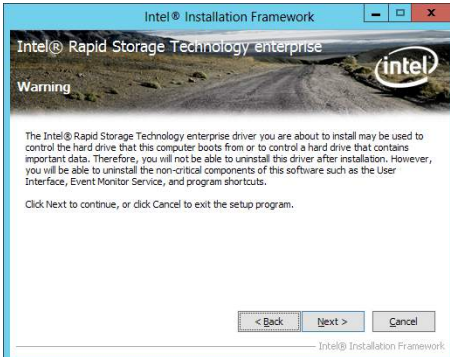 Intel® Installation Framework
Intel® Rapid Storage Technology enterprise
intel
Warning
The Intel® Rapid Storage Technology enterprise driver you are about to install may be used to
control the hard drive that this computer boots from or to control a hard drive that contains
important data. Therefore, you will not be able to uninstall this driver after installation. However,
you will be able to uninstall the non-critical components of this software such as the User
Interface, Event Monitor Service, and program shortcuts.
Click Next to continue, or click Cancel to exit the setup program.
< Back Next > Cancel
Intel® Installation Framework